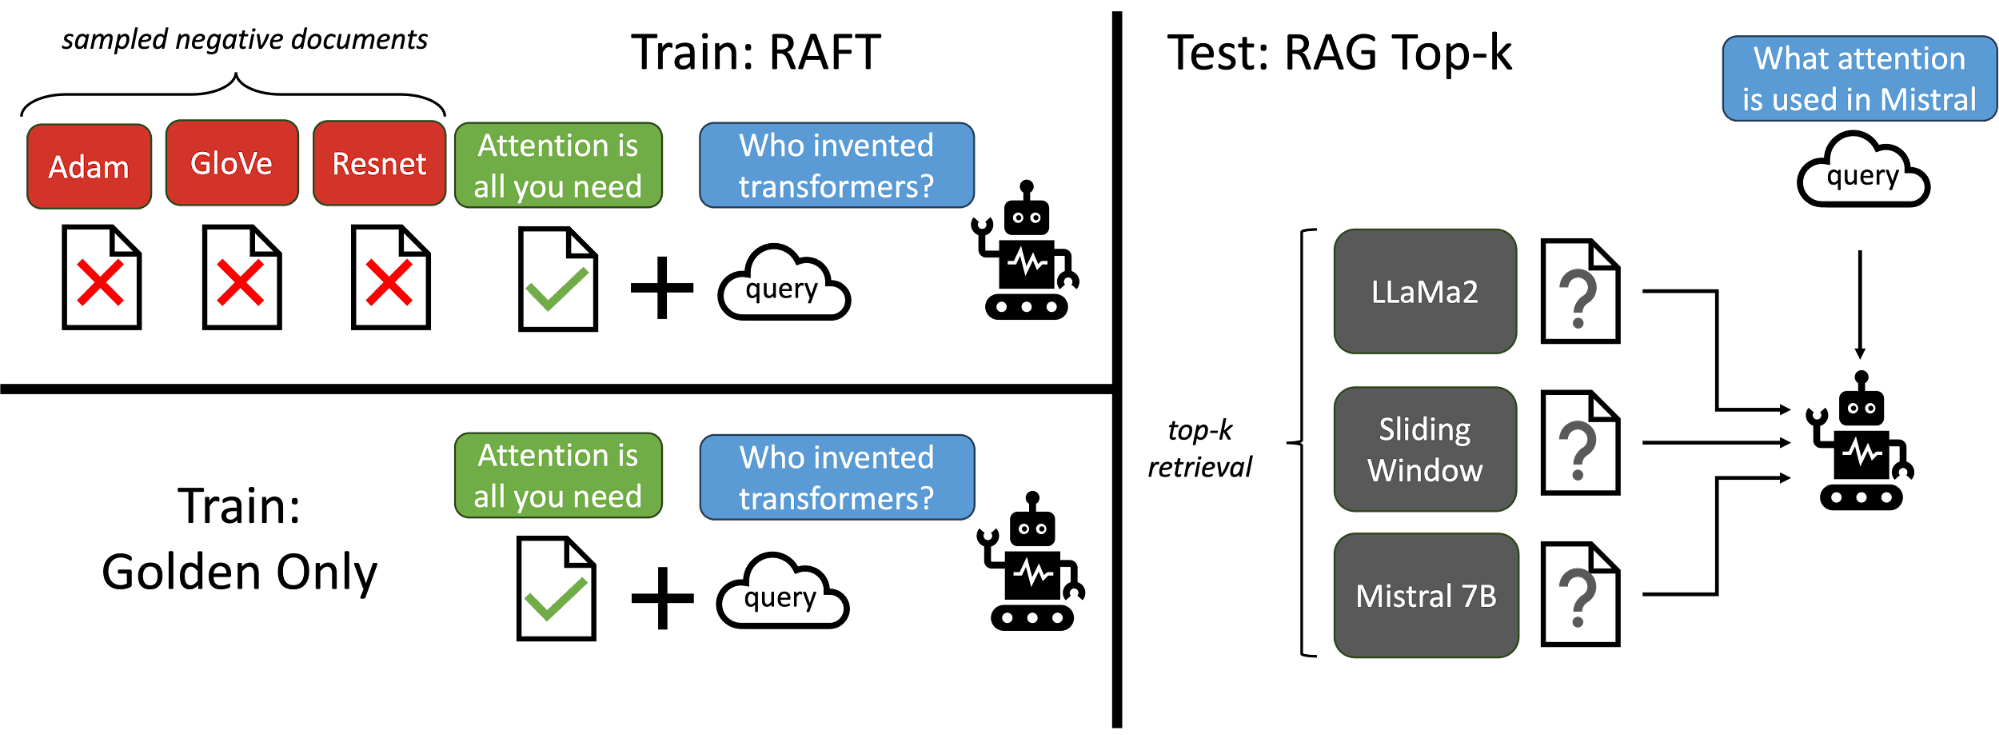 sampled negative documents
Train: RAFT
Adam
GloVe
Resnet
Attention is
all you need
Who invented
transformers?
query
Train:
Golden Only
Attention is
all you need
Who invented
transformers?
query
Test: RAG Top-k
What attention
is used in Mistral
query
top-k
retrieval
LLaMa2
?
Sliding
Window
?
Mistral 7B
?